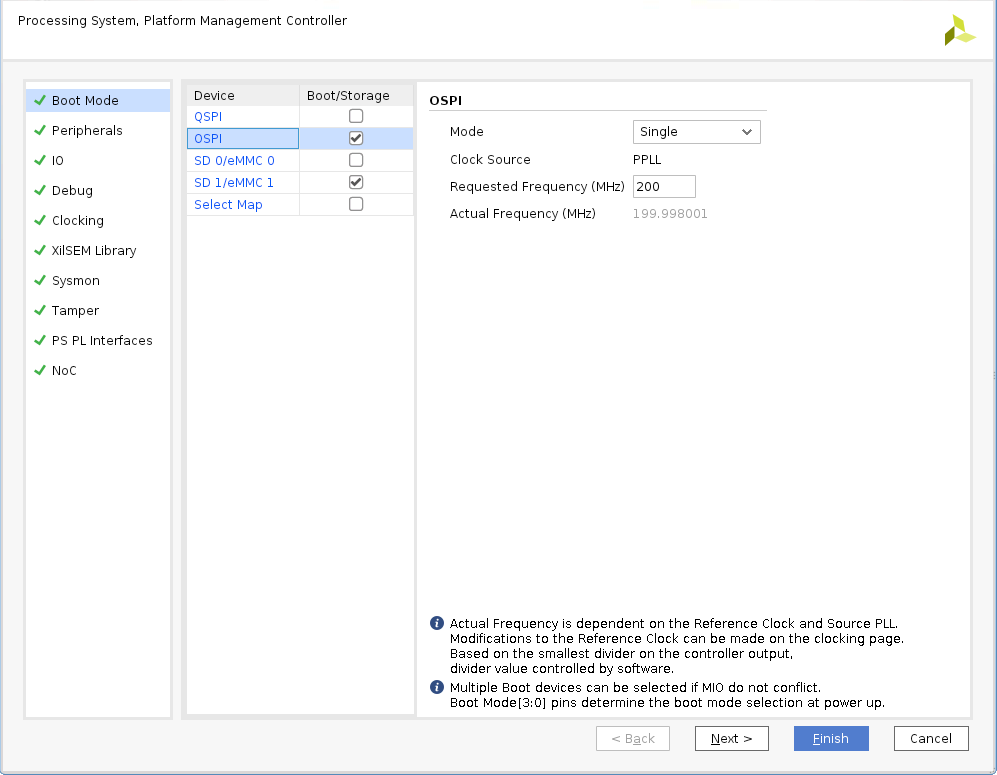 Processing System, Platform Management Controller
Boot Mode
Peripherals
IO
Debug
Clocking
XilSEM Library
Sysmon
Tamper
PS PL Interfaces
NoC
Device Boot/Storage
QSPI
OSPI
SD 0/eMMC 0
SD 1/eMMC 1
Select Map
OSPI
Mode Single
Clock Source PPLL
Requested Frequency (MHz) 200
Actual Frequency (MHz) 199.998001
Actual Frequency is dependent on the Reference Clock and Source PLL.
Modifications to the Reference Clock can be made on the clocking page.
Based on the smallest divider on the controller output,
divider value controlled by software.
Multiple Boot devices can be selected if MIO do not conflict.
Boot Mode[3:0] pins determine the boot mode selection at power up.
< Back Next > Finish Cancel